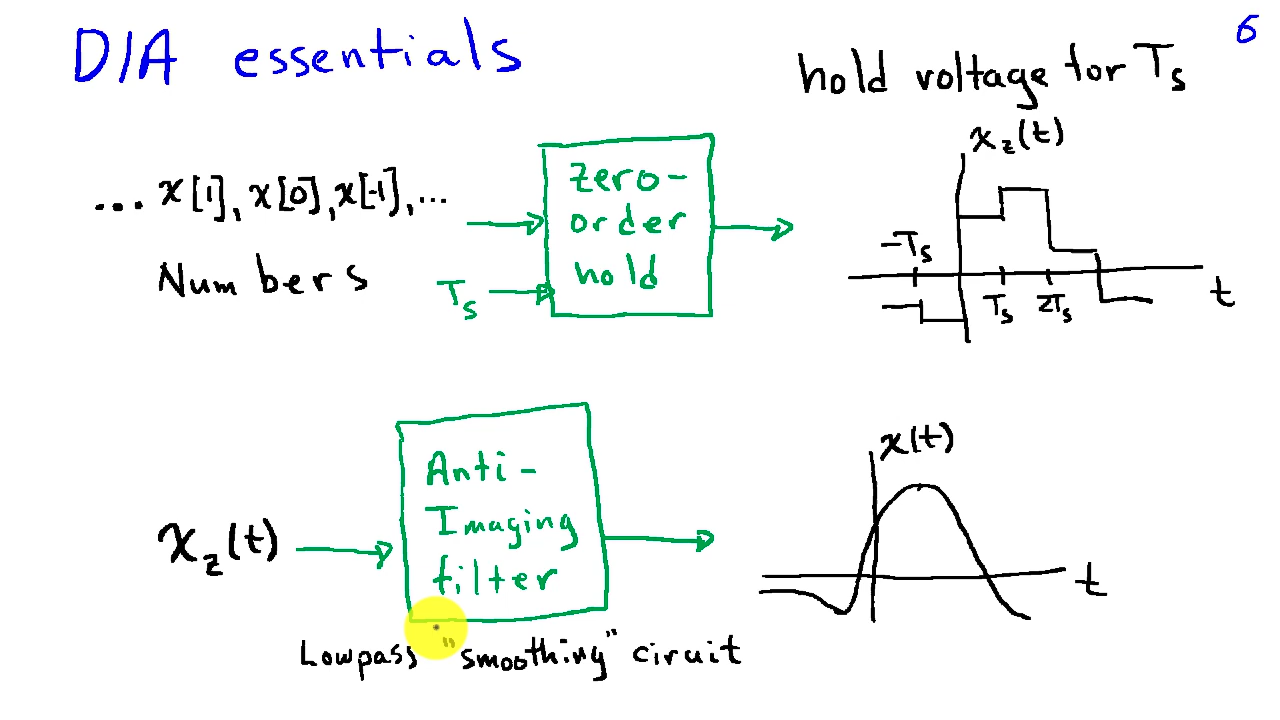 D/A essentials
6
hold voltage for Ts
... x[1], x[0], x[-1], ...
Numbers
Ts
Zero-
order
hold
xz(t)
-Ts
Ts
2Ts
t
xz(t)
Anti-
Imaging
filter
Lowpass "smoothing" ciruit
x(t)
t